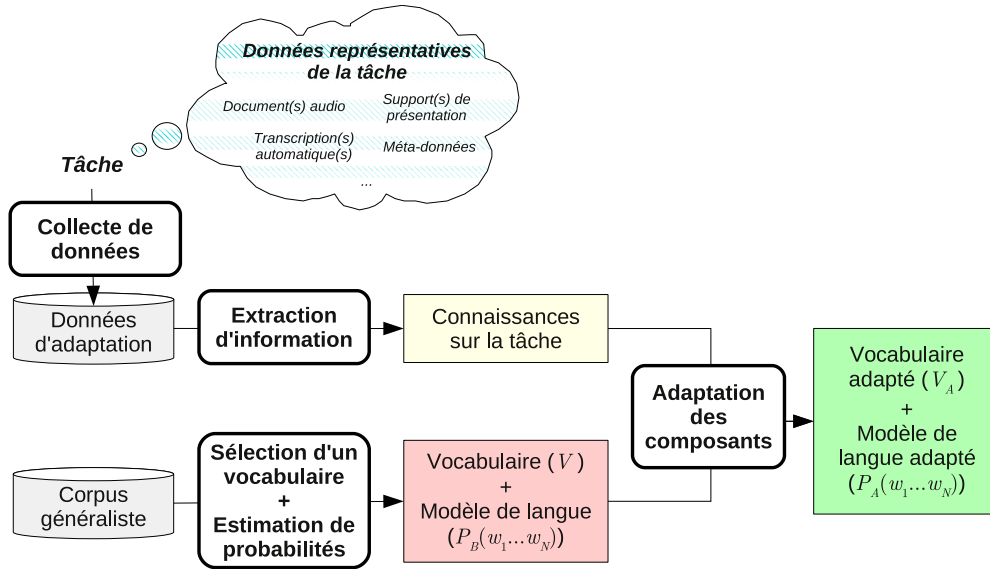 Données représentatives
de la tâche
Document(s) audio
Support(s) de
présentation
Transcription(s)
automatique(s)
Méta-données
...
Tâche
Collecte de
données
Données
d'adaptation
Extraction
d'information
Connaissances
sur la tâche
Adaptation
des
composants
Vocabulaire
adapté (V_A)
+
Modèle de
langue adapté
(P_A(w_1...w_N))
Corpus
généraliste
Sélection d'un
vocabulaire
+
Estimation de
probabilités
Vocabulaire (V)
+
Modèle de langue
(P_B(w_1...w_N))